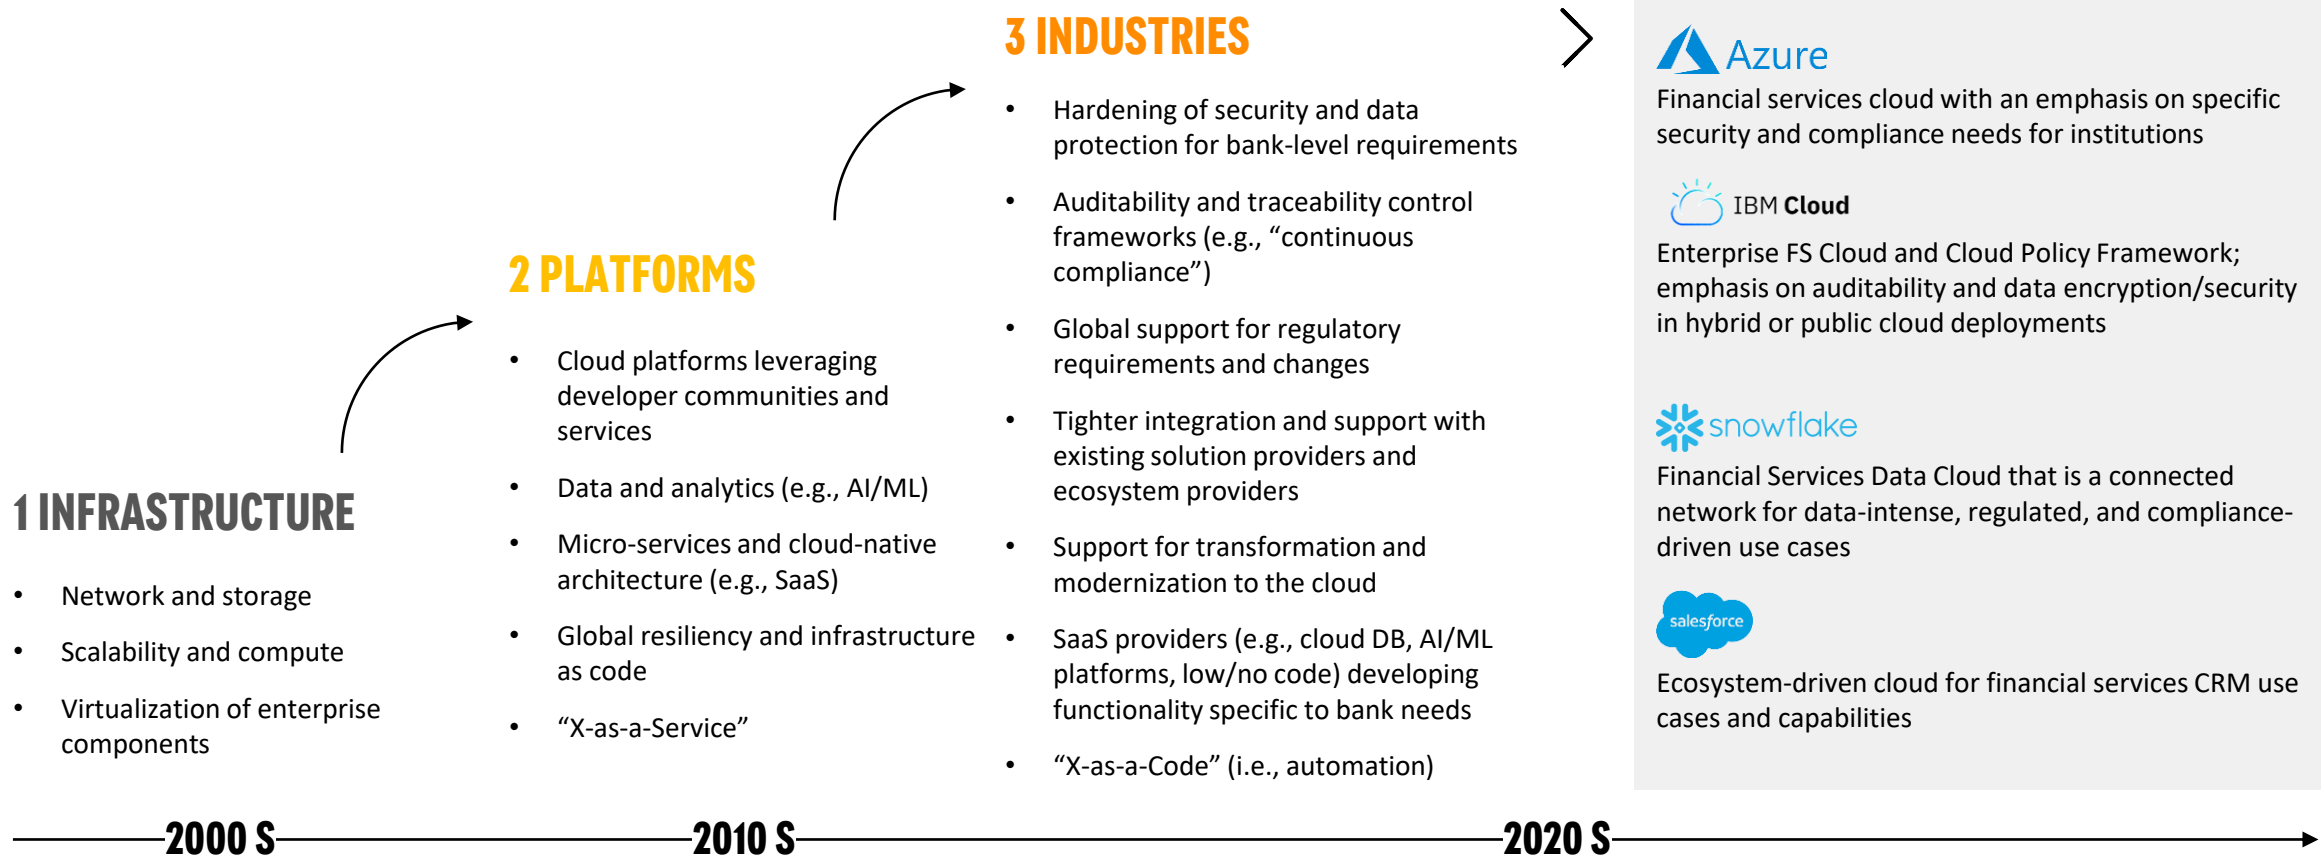 1 INFRASTRUCTURE
• Network and storage
• Scalability and compute
• Virtualization of enterprise
components
2 PLATFORMS
• Cloud platforms leveraging
developer communities and
services
• Data and analytics (e.g., AI/ML)
• Micro-services and cloud-native
architecture (e.g., SaaS)
• Global resiliency and infrastructure
as code
• “X-as-a-Service”
3 INDUSTRIES
• Hardening of security and data
protection for bank-level requirements
• Auditability and traceability control
frameworks (e.g., “continuous
compliance”)
• Global support for regulatory
requirements and changes
• Tighter integration and support with
existing solution providers and
ecosystem providers
• Support for transformation and
modernization to the cloud
• SaaS providers (e.g., cloud DB, AI/ML
platforms, low/no code) developing
functionality specific to bank needs
• “X-as-a-Code” (i.e., automation)
Azure
Financial services cloud with an emphasis on specific
security and compliance needs for institutions
IBM Cloud
Enterprise FS Cloud and Cloud Policy Framework;
emphasis on auditability and data encryption/security
in hybrid or public cloud deployments
snowflake
Financial Services Data Cloud that is a connected
network for data-intense, regulated, and compliance-
driven use cases
salesforce
Ecosystem-driven cloud for financial services CRM use
cases and capabilities
2000 S
2010 S
2020 S